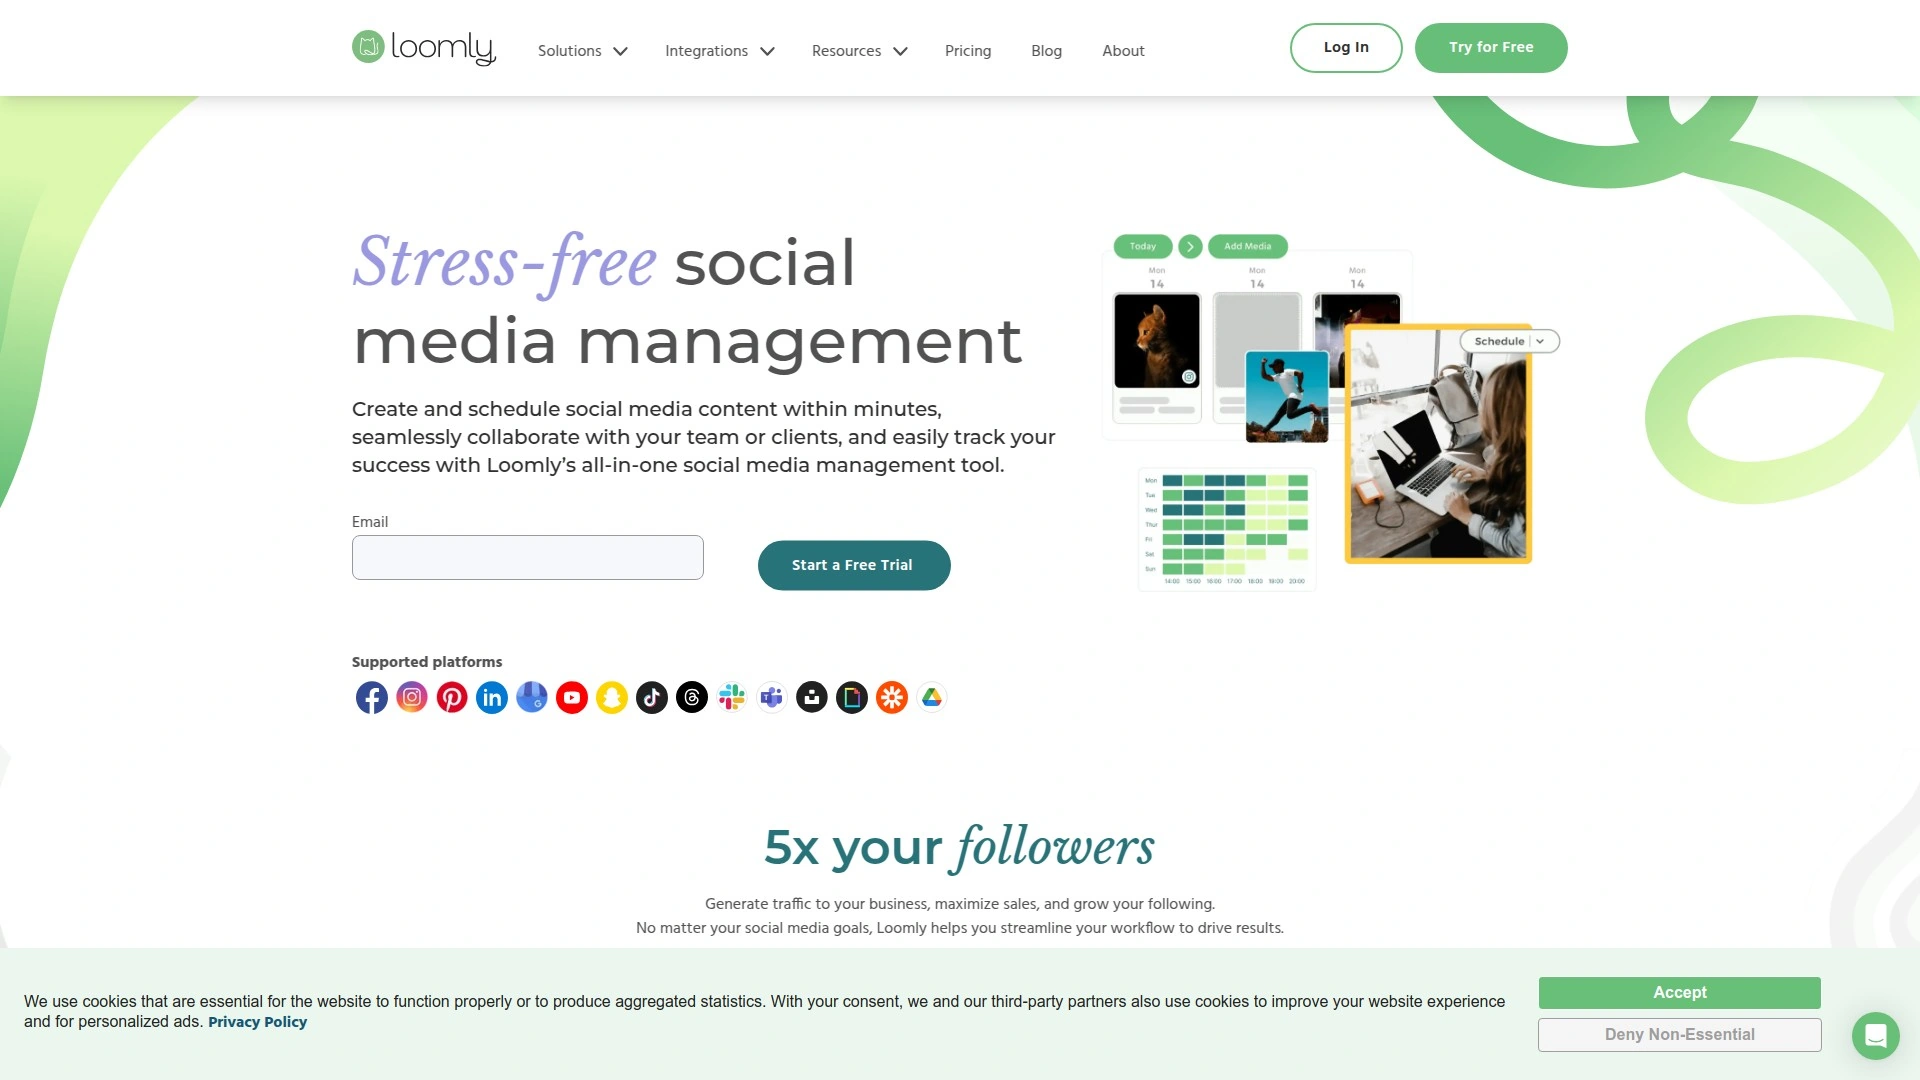 loomly
Solutions
Integrations
Resources
Pricing
Blog
About
Log In
Try for Free
Stress-free social
media management
Create and schedule social media content within minutes,
seamlessly collaborate with your team or clients, and easily track your
success with Loomly’s all-in-one social media management tool.
Email
Start a Free Trial
Today
Add Media
Mon
14
Mon
14
Mon
14
Schedule
Mon
Tue
Wed
Thur
Fri
Sat
Sun
14:00 15:00 16:00 17:00 18:00 19:00 20:00
Supported platforms
5x your followers
Generate traffic to your business, maximize sales, and grow your following.
No matter your social media goals, Loomly helps you streamline your workflow to drive results.
We use cookies that are essential for the website to function properly or to produce aggregated statistics. With your consent, we and our third-party partners also use cookies to improve your website experience
and for personalized ads. Privacy Policy
Accept
Deny Non-Essential